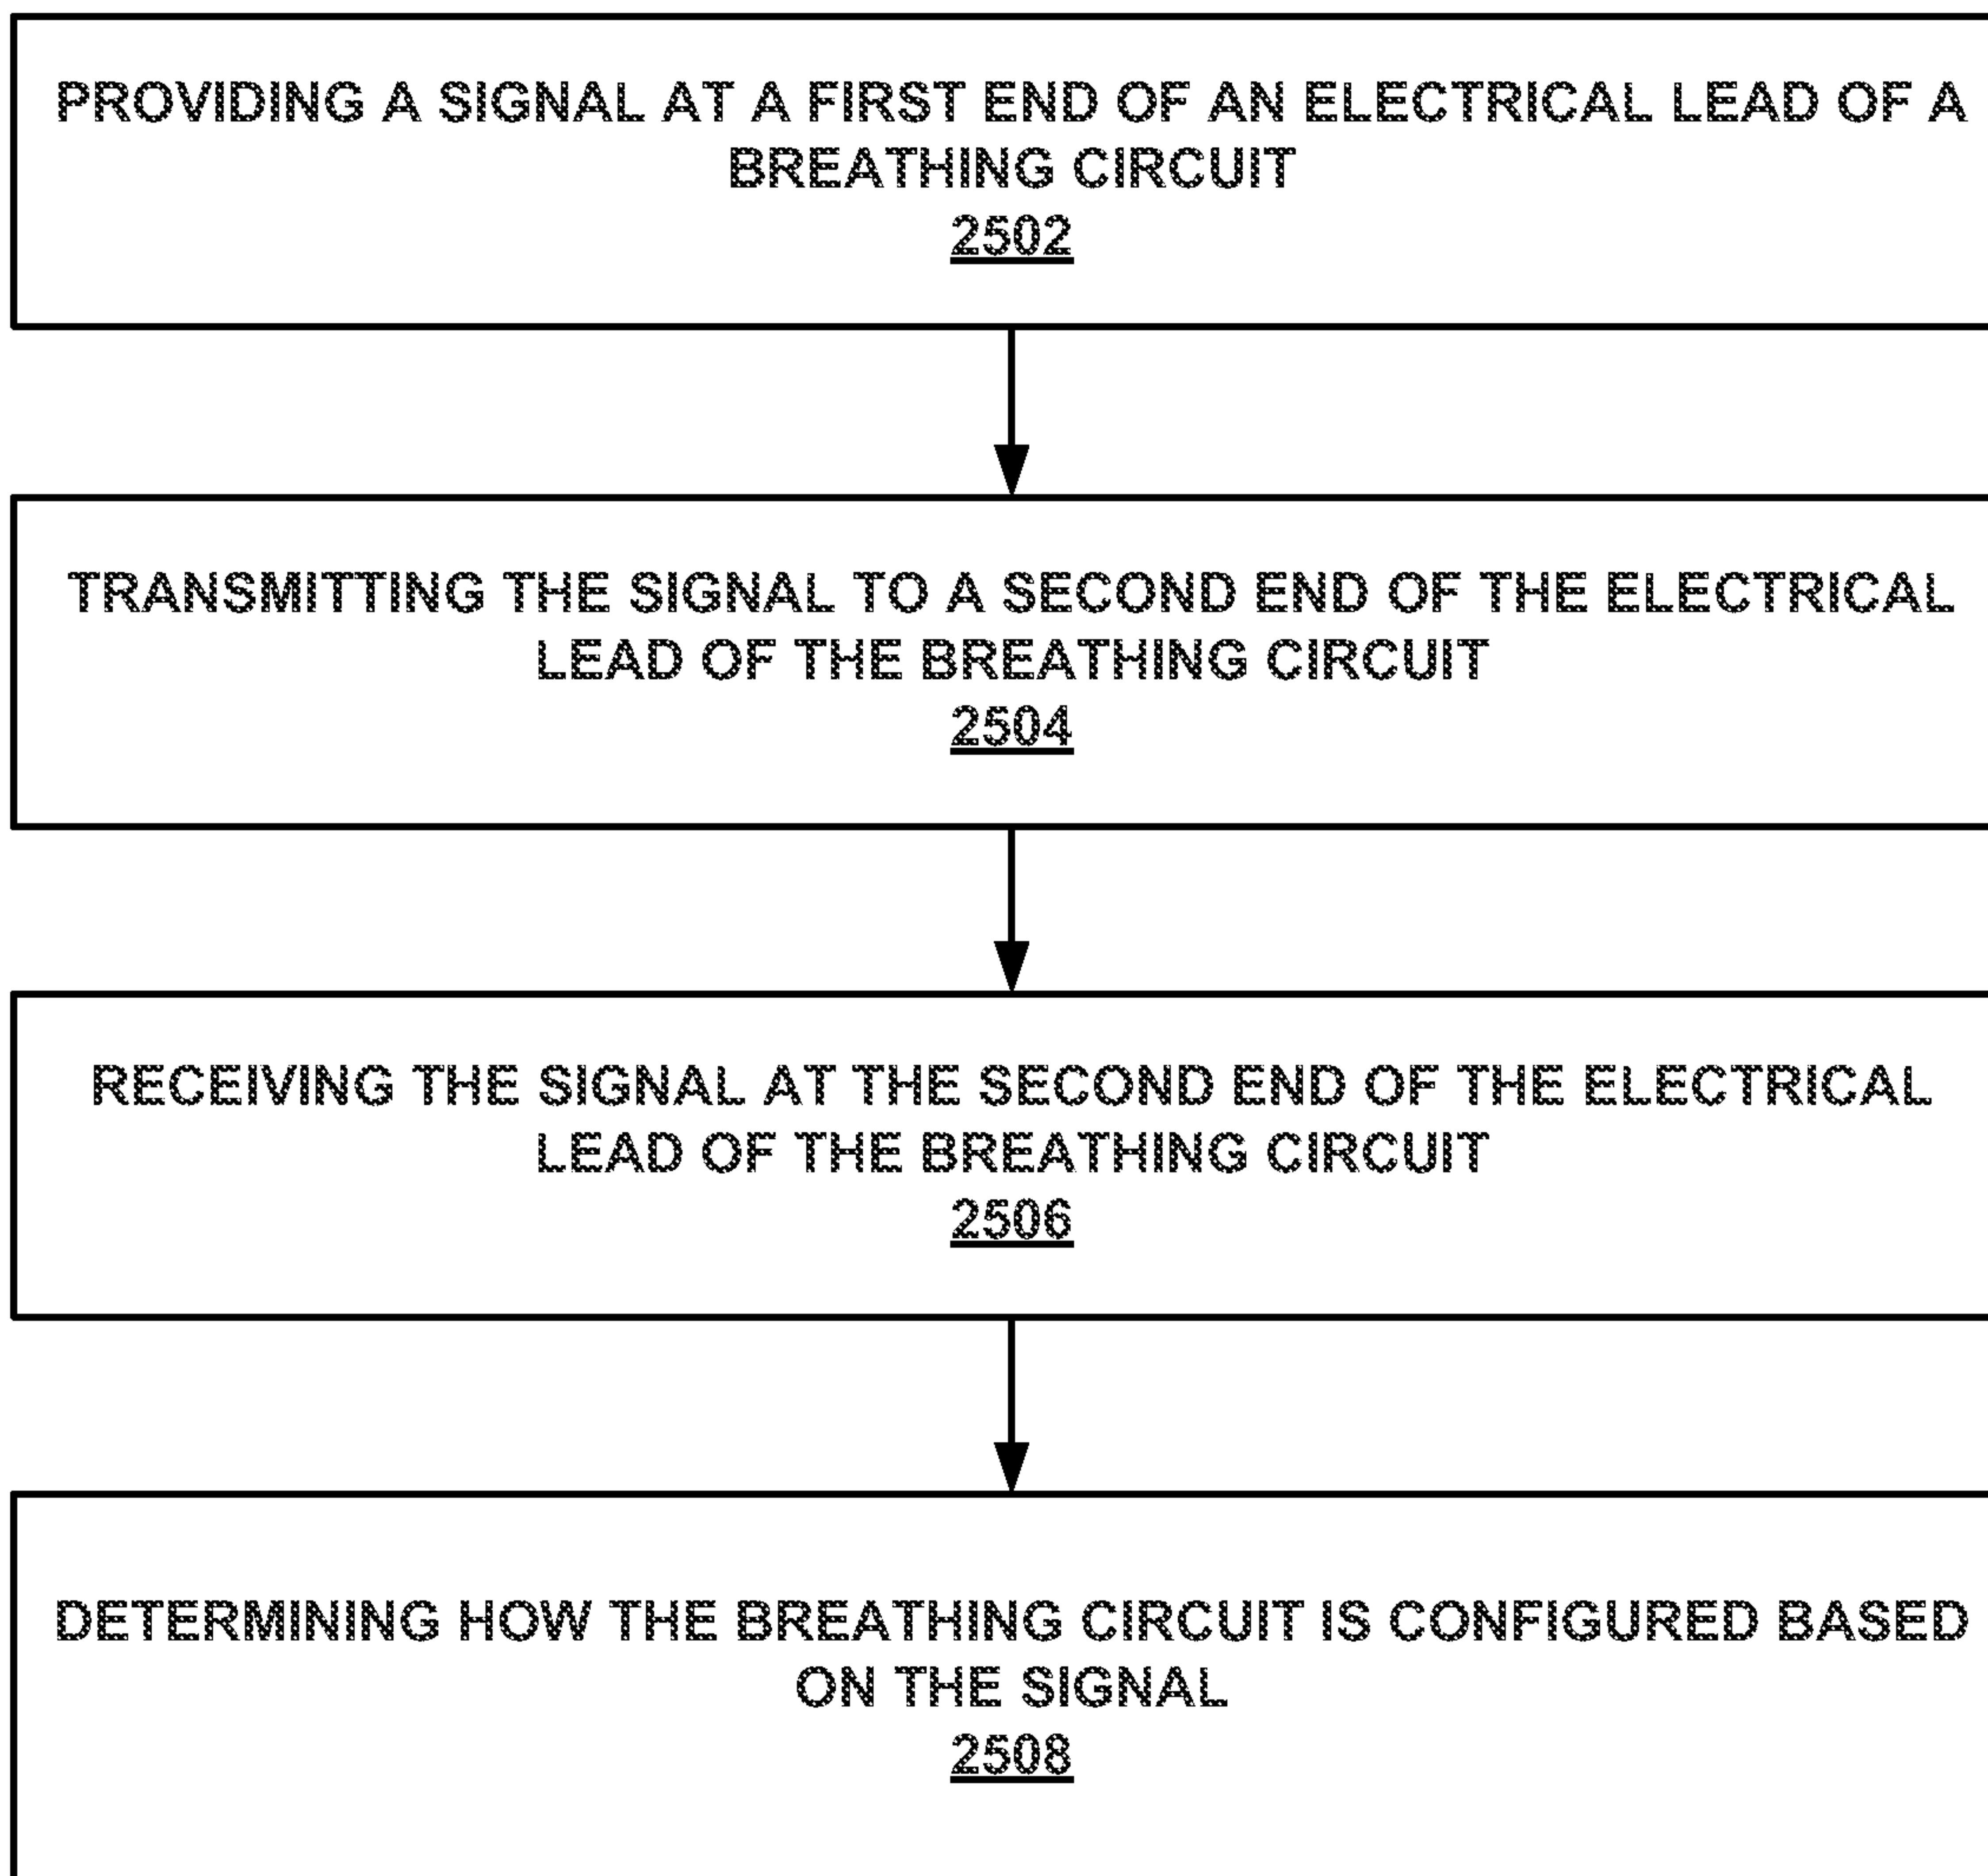 PROVIDING A SIGNAL AT A FIRST END OF AN ELECTRICAL LEAD OF A
BREATHING CIRCUIT
2502
TRANSMITTING THE SIGNAL TO A SECOND END OF THE ELECTRICAL
LEAD OF THE BREATHING CIRCUIT
2504
RECEIVING THE SIGNAL AT THE SECOND END OF THE ELECTRICAL
LEAD OF THE BREATHING CIRCUIT
2506
DETERMINING HOW THE BREATHING CIRCUIT IS CONFIGURED BASED
ON THE SIGNAL
2508